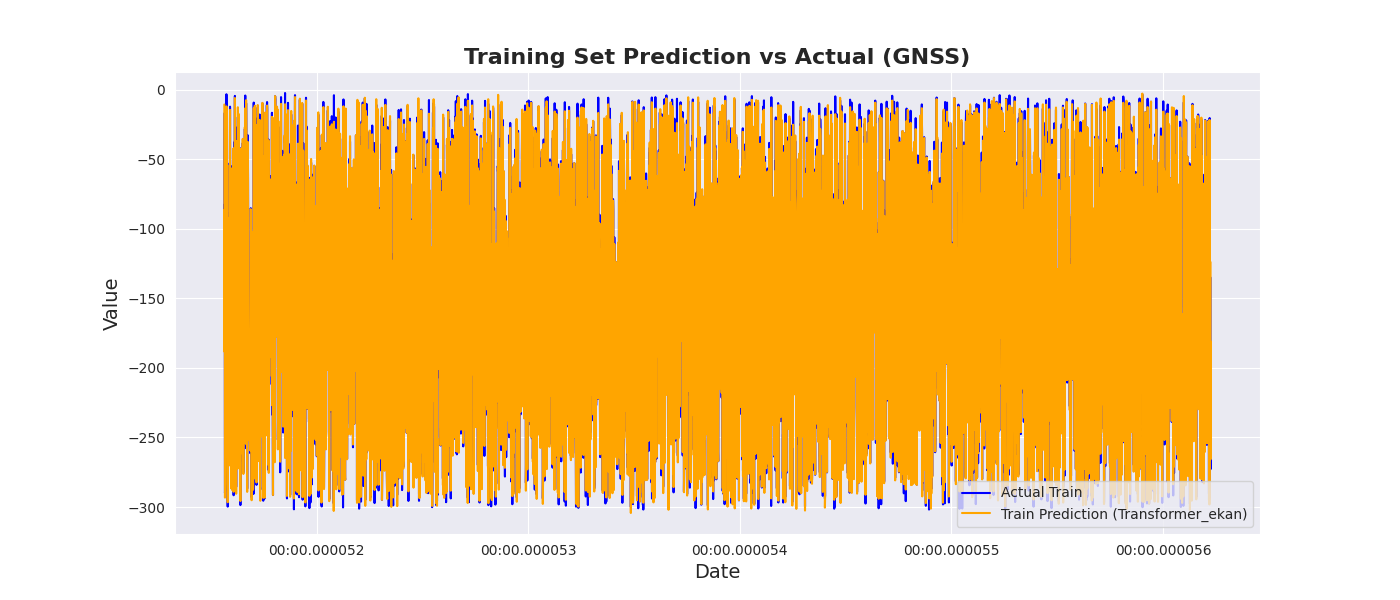 Training Set Prediction vs Actual (GNSS)
0
−50
−100
−150
−200
−250
−300
Value
Actual Train
Train Prediction (Transformer_ekan)
00:00.000052
00:00.000053
00:00.000054
00:00.000055
00:00.000056
Date